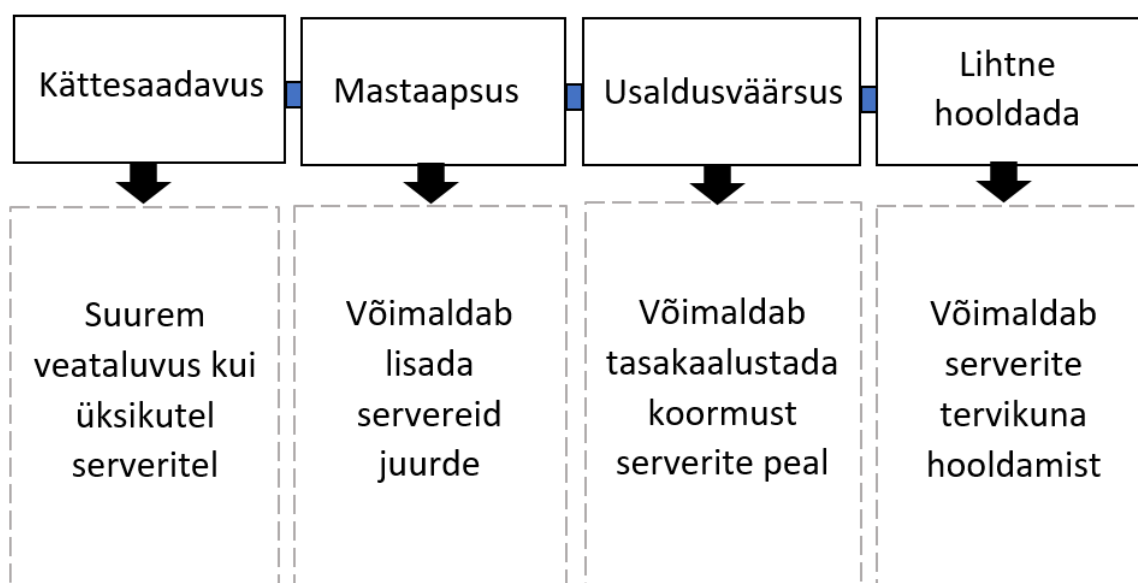 Kättesaadavus
Mastaapsus
Usaldusväärsus
Lihtne
hooldada
Suurem
veataluvus kui
üksikutel
serveritel
Võimaldab
lisada
servereid
juurde
Võimaldab
tasakaalustada
koormust
serverite peal
Võimaldab
serverite
tervikuna
hooldamist